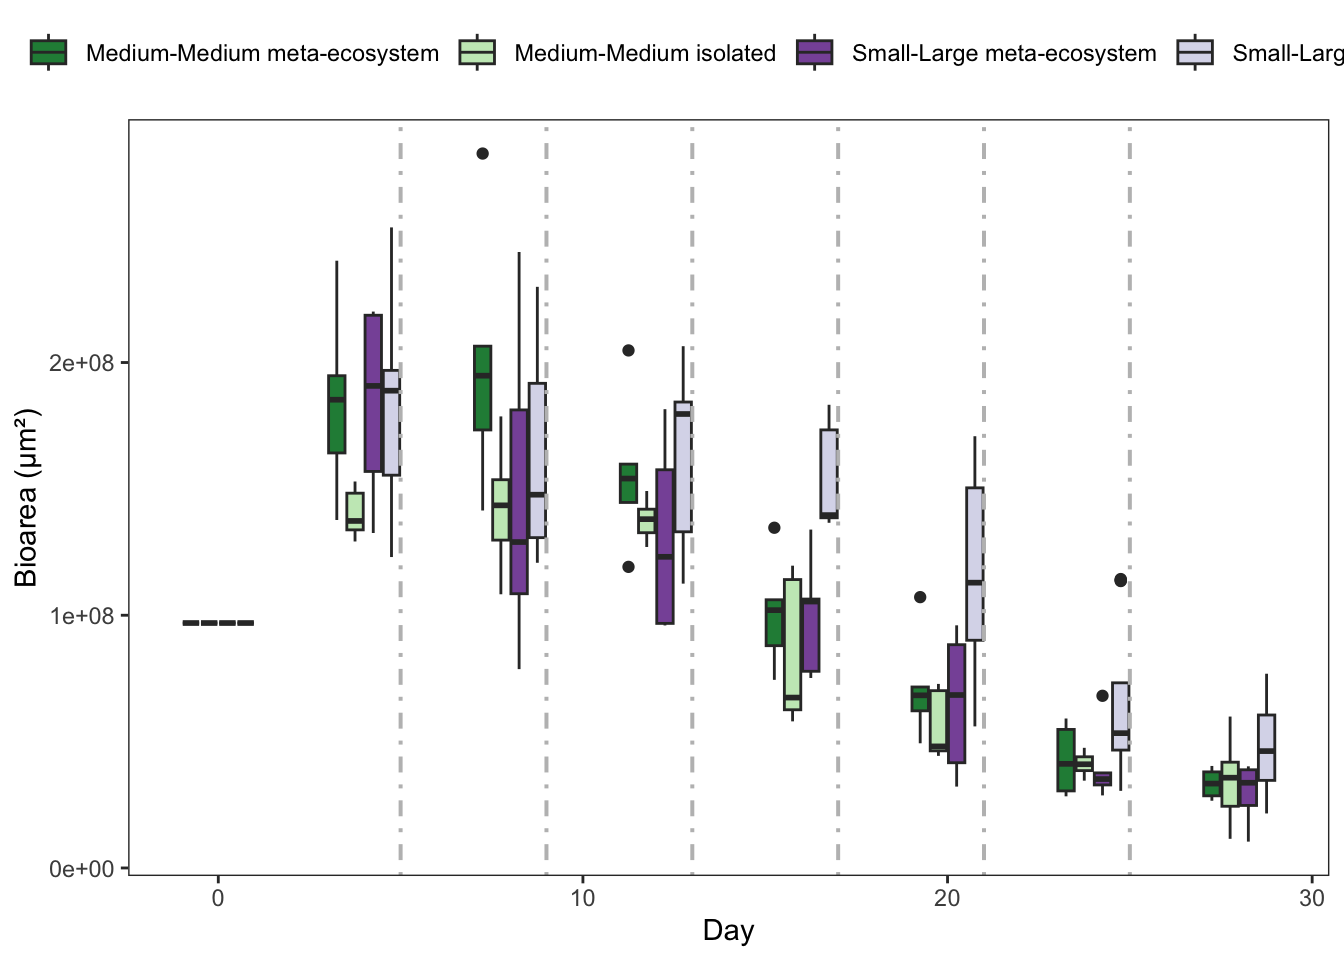 Medium-Medium meta-ecosystem Medium-Medium isolated Small-Large meta-ecosystem Small-Larg
2e+08
1e+08
0e+00
Bioarea (µm²)
0 10 20 30
Day